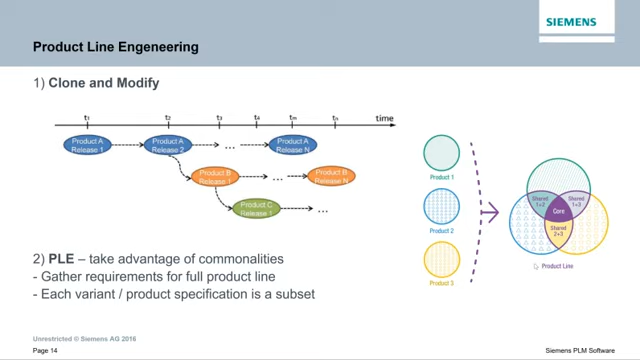 SIEMENS
Product Line Engeneering
1) Clone and Modify
t1 t2 t3 t4 tm tn time
Product A
Release 1
Product A
Release 2
...
Product A
Release N
Product B
Release 1
...
Product B
Release N
Product C
Release 1
...
Product 1
Product 2
Product 3
Shared
1+2
Shared
1+3
Core
Shared
2+3
Product Line
2) PLE – take advantage of commonalities
- Gather requirements for full product line
- Each variant / product specification is a subset
Unrestricted © Siemens AG 2016
Page 14
Siemens PLM Software